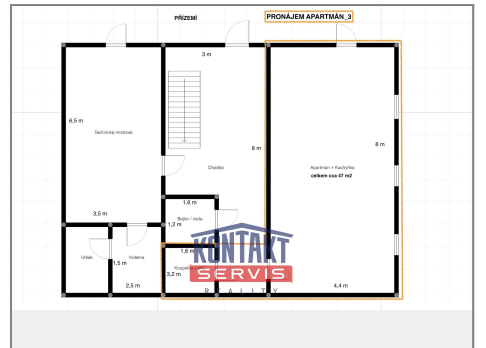 PŘÍZEMÍ
PRONÁJEM APARTMÁN_3
3 m
6,5 m
Technická místnost
8 m
8 m
Chodba
Apartmán + Kuchyňka
celkem cca 47 m2
1,6 m
3,5 m
Bojler / voda
1,2 m
KONTAKT
1,6 m
Uhlák
1,5 m
Kotelna
Koupelna
SERVIS
3,2 m
2,5 m
4,4 m
REALITY